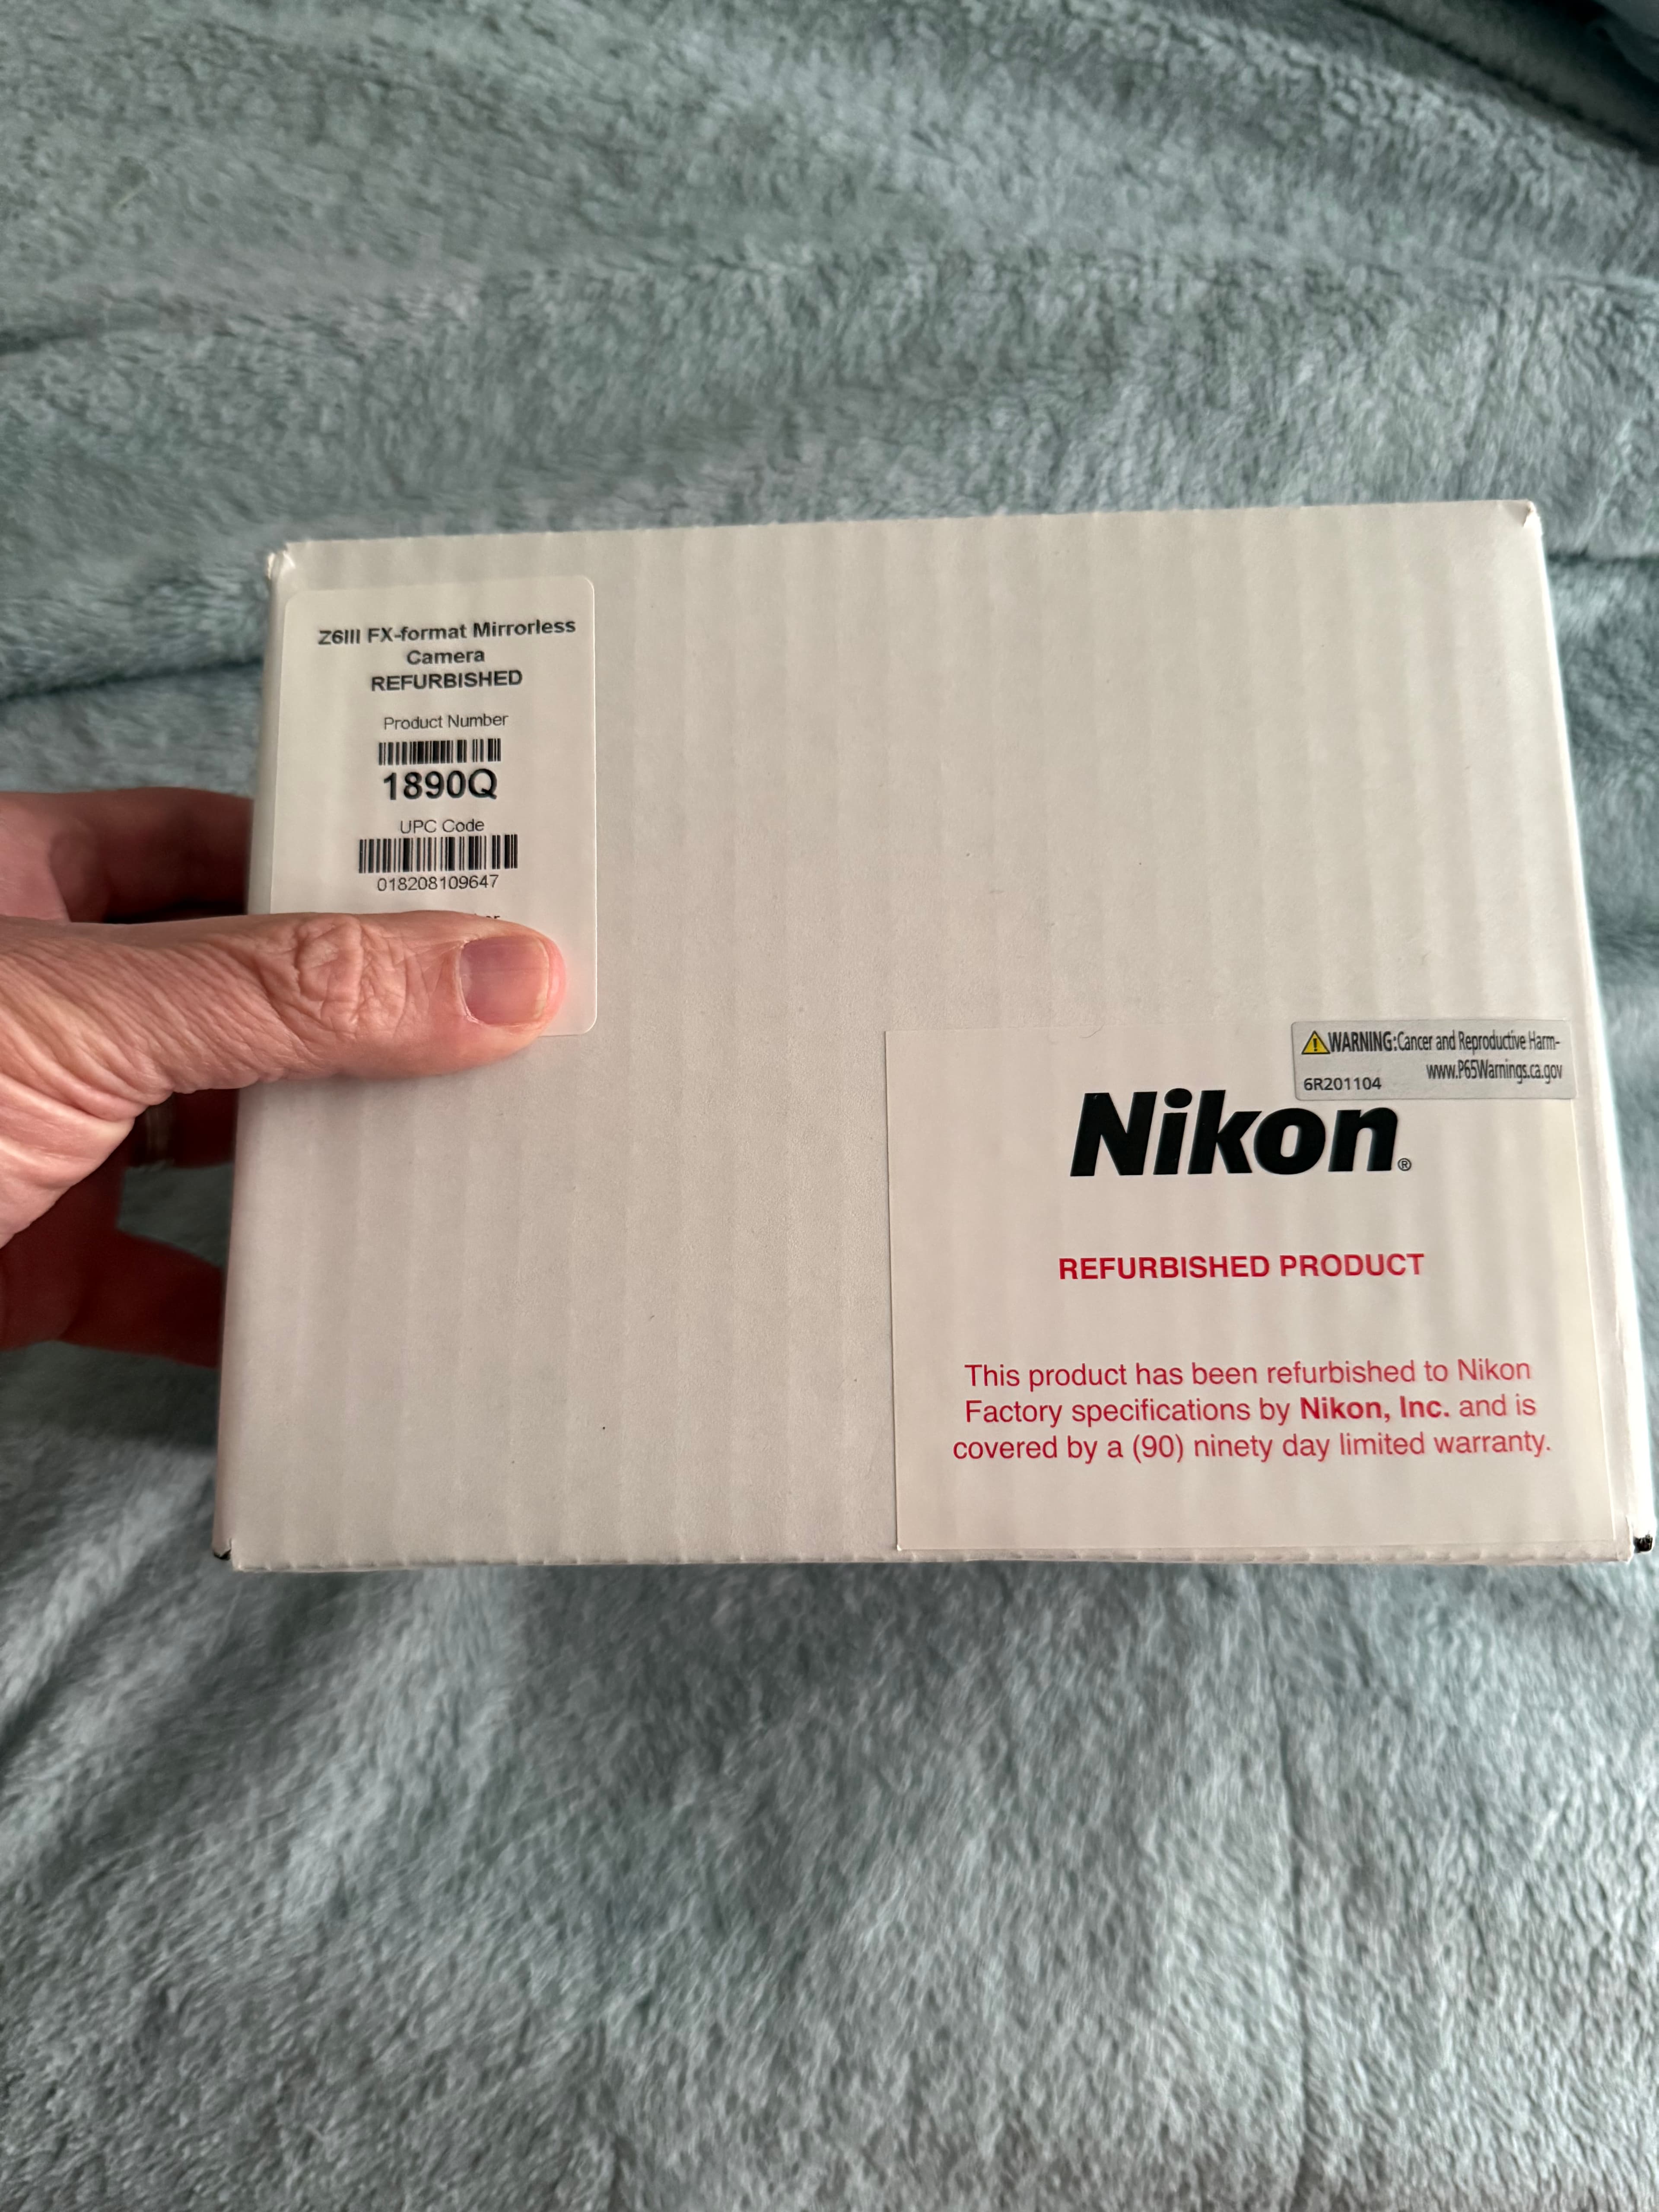 Z6III FX-format Mirrorless
Camera
REFURBISHED
Product Number
1890Q
UPC Code
018208109647
⚠WARNING:Cancer and Reproductive Harm-
www.P65Warnings.ca.gov
6R201104
Nikon®
REFURBISHED PRODUCT
This product has been refurbished to Nikon
Factory specifications by Nikon, Inc. and is
covered by a (90) ninety day limited warranty.